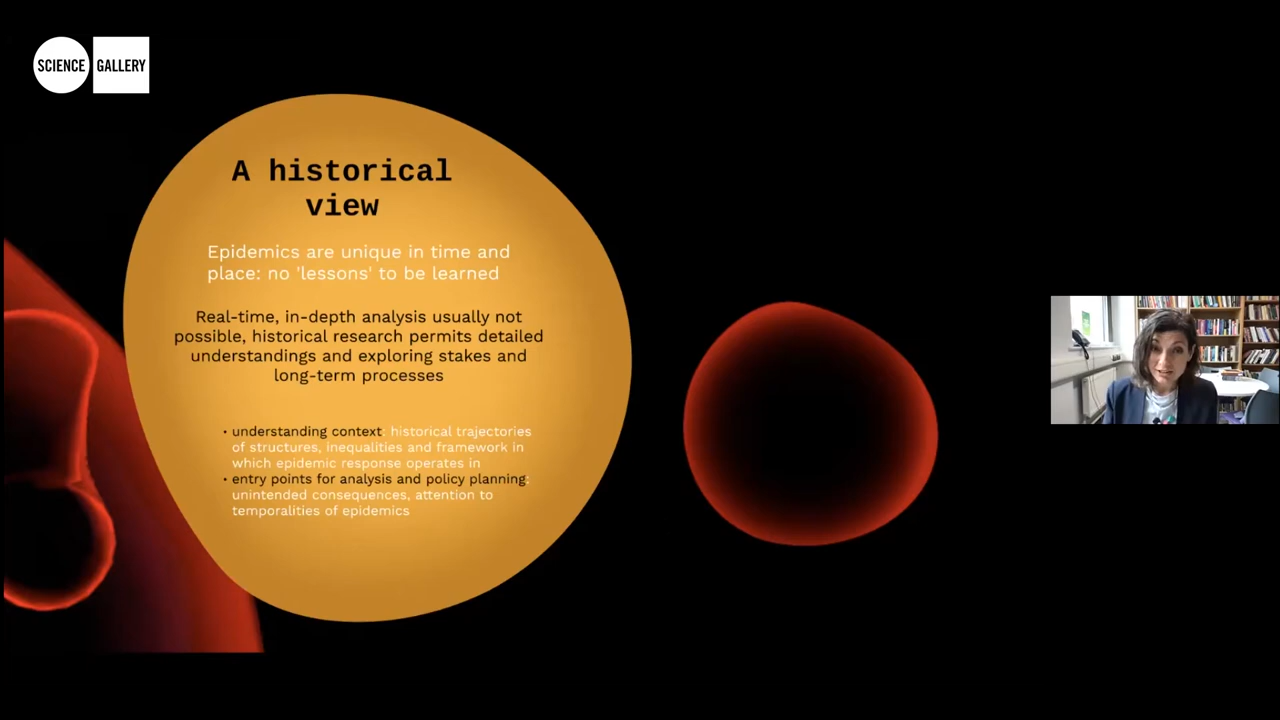 SCIENCE GALLERY
A historical
view
Epidemics are unique in time and
place: no 'lessons' to be learned
Real-time, in-depth analysis usually not
possible, historical research permits detailed
understandings and exploring stakes and
long-term processes
• understanding context: historical trajectories
of structures, inequalities and framework in
which epidemic response operates in
• entry points for analysis and policy planning:
unintended consequences, attention to
temporalities of epidemics